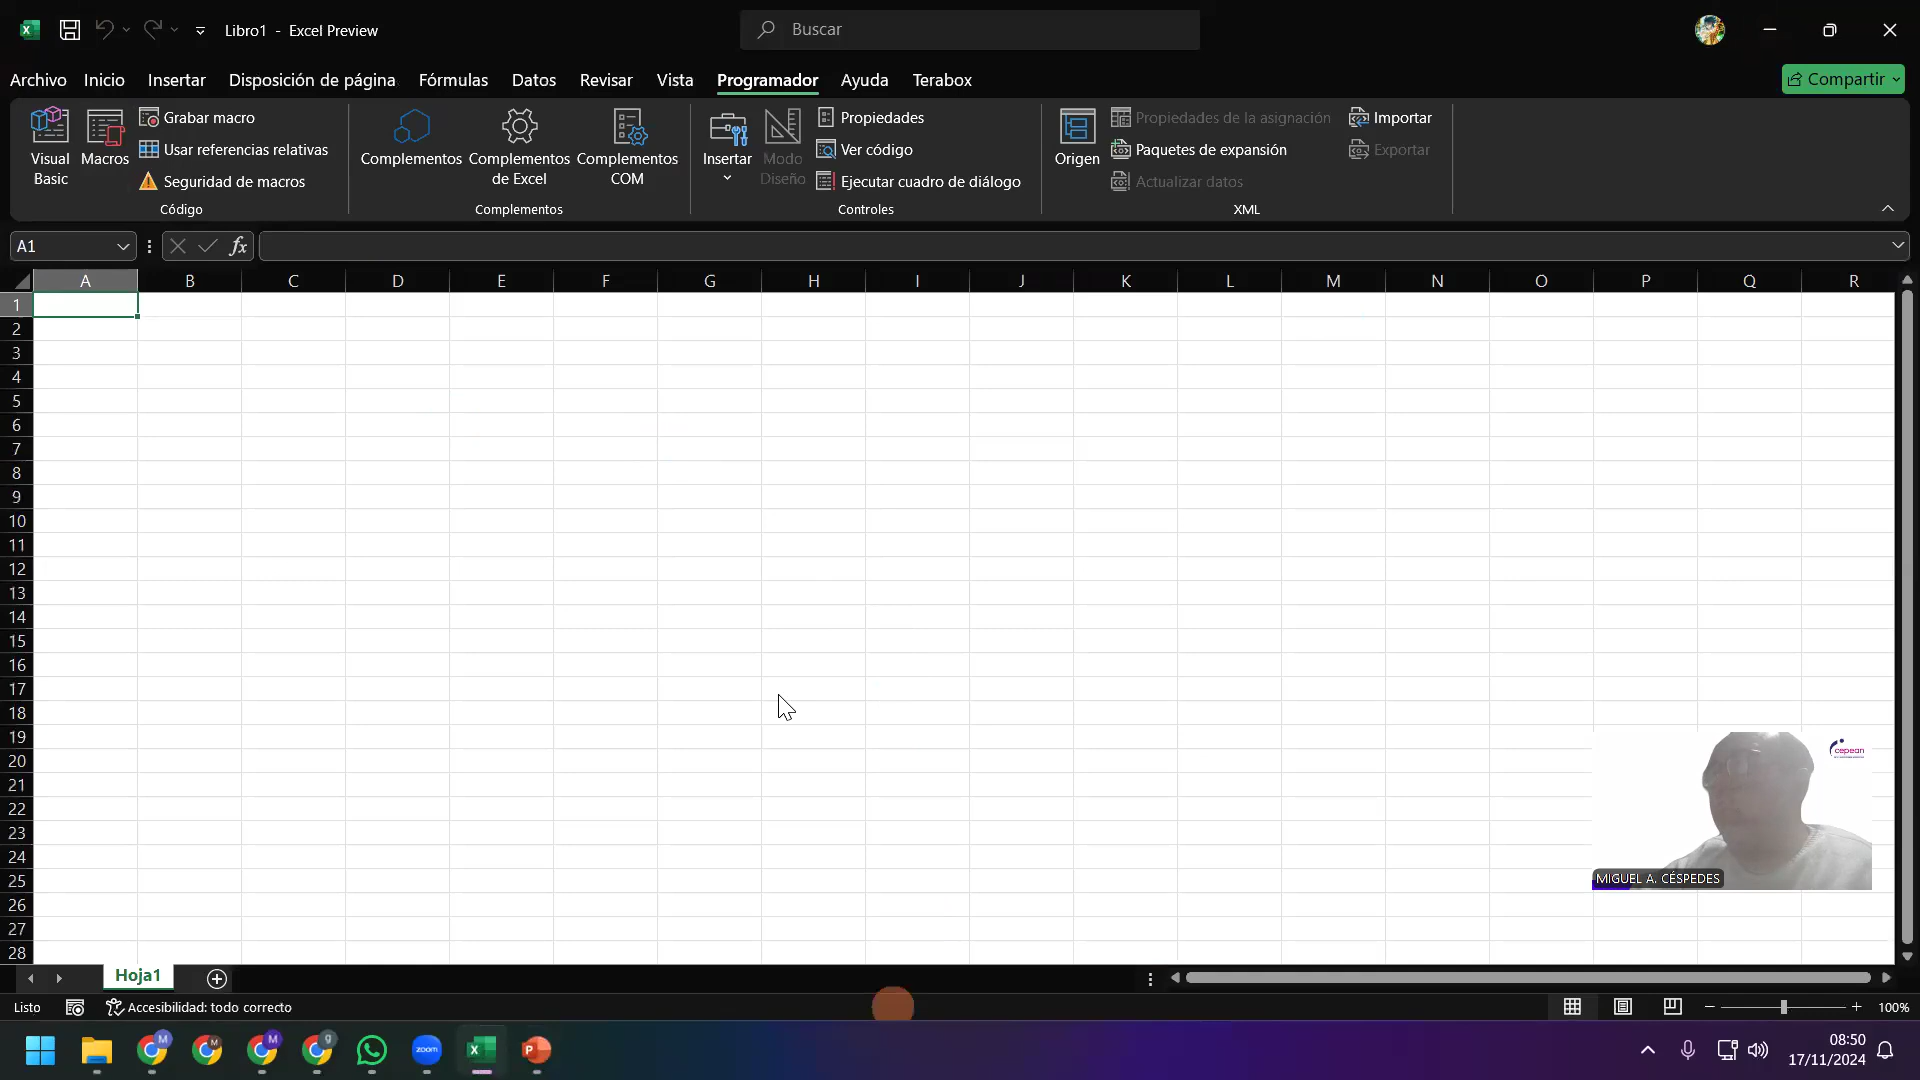 Libro1 - Excel Preview
Buscar
Archivo Inicio Insertar Disposición de página Fórmulas Datos Revisar Vista Programador Ayuda Terabox
Compartir
Visual Basic
Macros
Grabar macro
Usar referencias relativas
Seguridad de macros
Código
Complementos
Complementos de Excel
Complementos COM
Complementos
Insertar
Modo Diseño
Propiedades
Ver código
Ejecutar cuadro de diálogo
Controles
Origen
Propiedades de la asignación
Paquetes de expansión
Actualizar datos
Importar
Exportar
XML
A1
fx
A B C D E F G H I J K L M N O P Q R
1
2
3
4
5
6
7
8
9
10
11
12
13
14
15
16
17
18
19
20
21
22
23
24
25
26
27
28
cepean
MIGUEL A. CÉSPEDES
Hoja1
Listo
Accesibilidad: todo correcto
100%
M
M
M
g
zoom
08:50
17/11/2024